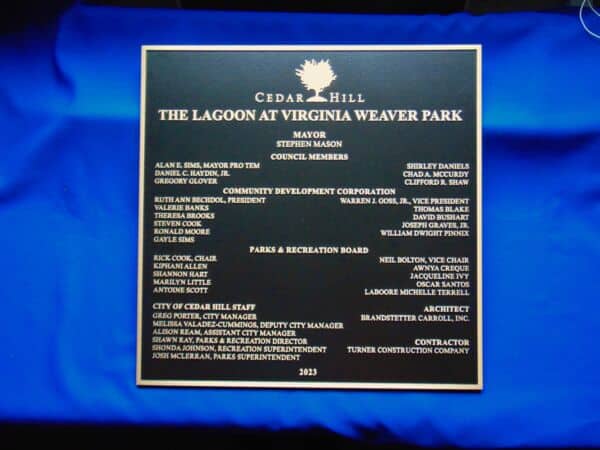 CEDAR HILL
THE LAGOON AT VIRGINIA WEAVER PARK
MAYOR
STEPHEN MASON
COUNCIL MEMBERS
ALAN E. SIMS, MAYOR PRO TEM SHIRLEY DANIELS
DANIEL C. HAYDIN, JR. CHAD A. MCCURDY
GREGORY GLOVER CLIFFORD R. SHAW
COMMUNITY DEVELOPMENT CORPORATION
RUTH ANN BECHDOL, PRESIDENT WARREN J. GOSS, JR., VICE PRESIDENT
VALERIE BANKS THOMAS BLAKE
THERESA BROOKS DAVID BUSHART
STEVEN COOK JOSEPH GRAVES, JR.
RONALD MOORE WILLIAM DWIGHT PINNIX
GAYLE SIMS
PARKS & RECREATION BOARD
RICK COOK, CHAIR NEIL BOLTON, VICE CHAIR
KIPHANI ALLEN AWNYA CREQUE
SHANNON HART JACQUELINE IVY
MARILYN LITTLE OSCAR SANTOS
ANTOINE SCOTT LABOORE MICHELLE TERRELL
CITY OF CEDAR HILL STAFF ARCHITECT
GREG PORTER, CITY MANAGER BRANDSTETTER CARROLL, INC.
MELISSA VALADEZ-CUMMINGS, DEPUTY CITY MANAGER
ALISON REAM, ASSISTANT CITY MANAGER
SHAWN RAY, PARKS & RECREATION DIRECTOR CONTRACTOR
SHONDA JOHNSON, RECREATION SUPERINTENDENT TURNER CONSTRUCTION COMPANY
JOSH MCLERRAN, PARKS SUPERINTENDENT
2023